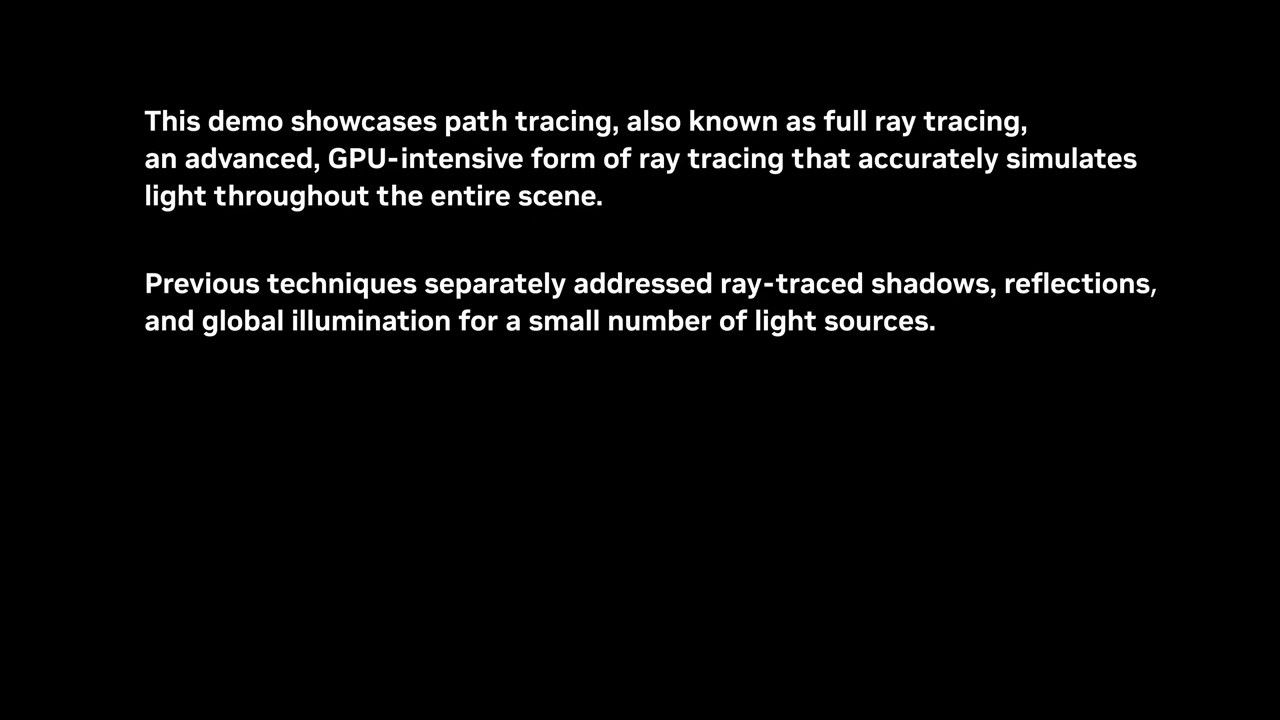 This demo showcases path tracing, also known as full ray tracing,
an advanced, GPU-intensive form of ray tracing that accurately simulates
light throughout the entire scene.
Previous techniques separately addressed ray-traced shadows, reflections,
and global illumination for a small number of light sources.